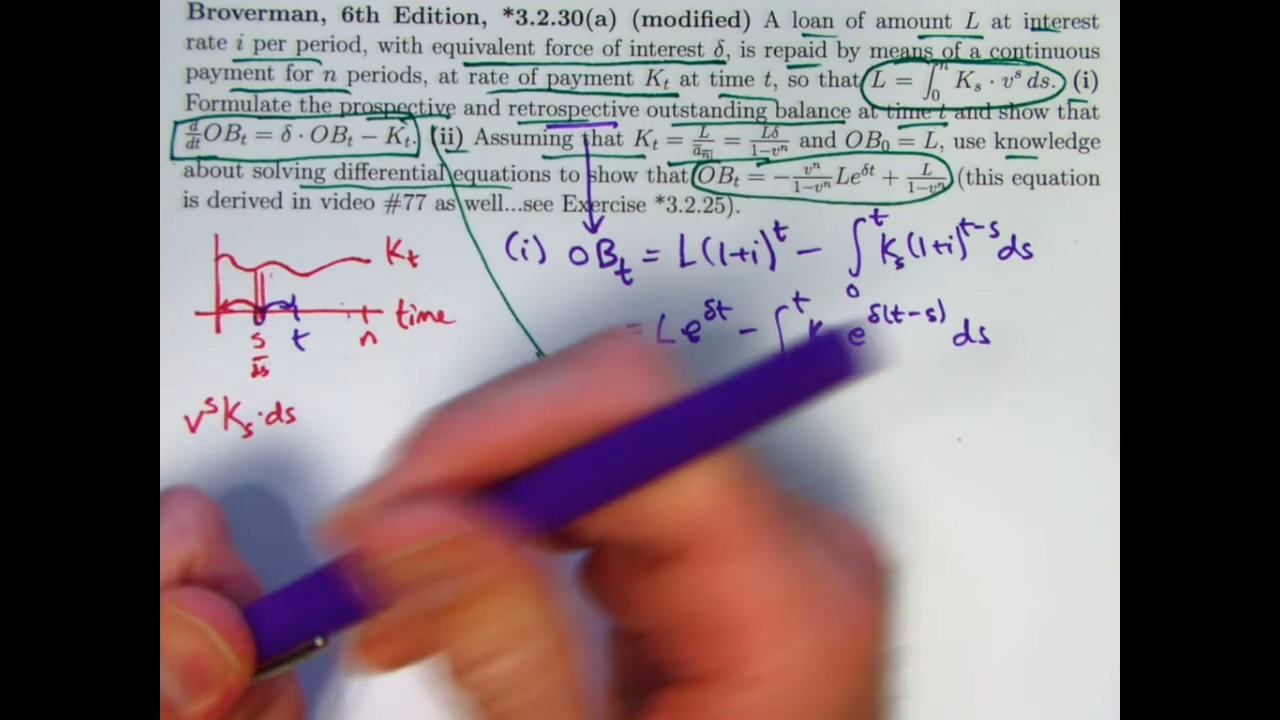 Broverman, 6th Edition, *3.2.30(a) (modified) A loan of amount L at interest
rate i per period, with equivalent force of interest δ, is repaid by means of a continuous
payment for n periods, at rate of payment K_t at time t, so that L = ∫_0^n K_s · v^s ds. (i)
Formulate the prospective and retrospective outstanding balance at time t and show that
d/dt OB_t = δ · OB_t − K_t. (ii) Assuming that K_t = L/ā_n̅| = Lδ/(1−v^n) and OB_0 = L, use knowledge
about solving differential equations to show that OB_t = −v^n/(1−v^n) Le^{δt} + L/(1−v^n) (this equation
is derived in video #77 as well...see Exercise *3.2.25).
(i) OB_t = L(1+i)^t − ∫_0^t K_s(1+i)^{t−s} ds
K_t
= Le^{δt} − ∫^t K e^{δ(t−s)} ds
time
s t n
ds
v^s K_s · ds